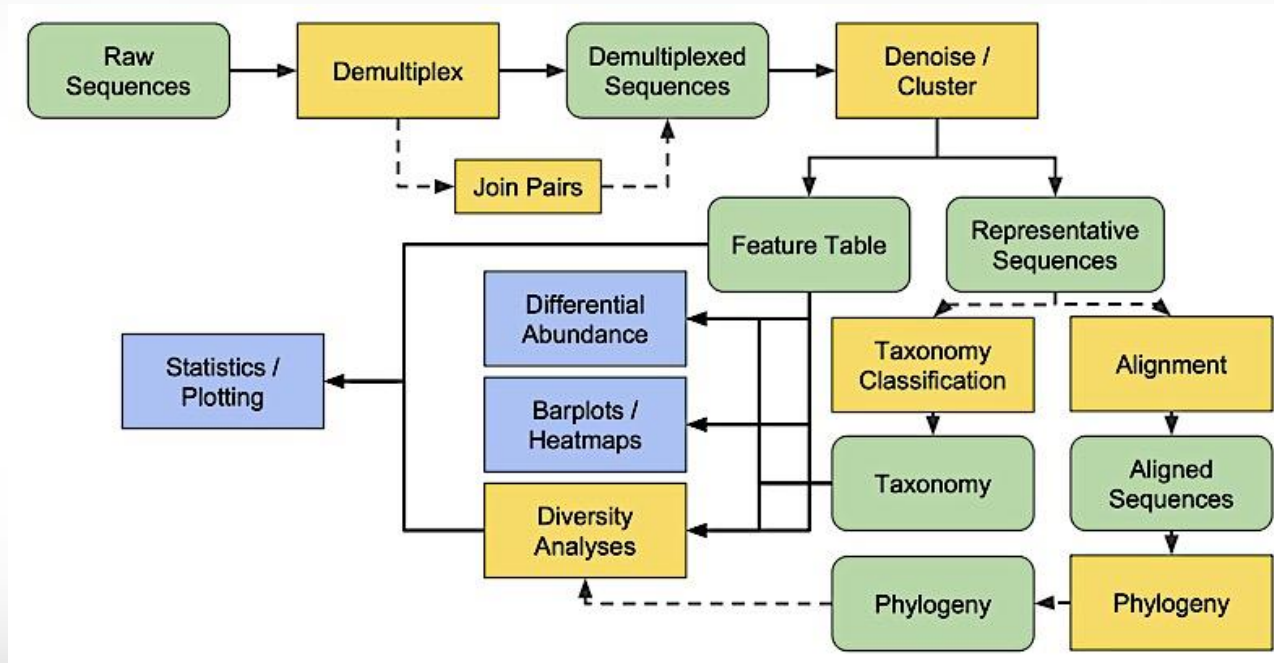 Raw
Sequences
Demultiplex
Demultiplexed
Sequences
Denoise /
Cluster
Join Pairs
Feature Table
Representative
Sequences
Differential
Abundance
Statistics /
Plotting
Taxonomy
Classification
Alignment
Barplots /
Heatmaps
Taxonomy
Aligned
Sequences
Diversity
Analyses
Phylogeny
Phylogeny